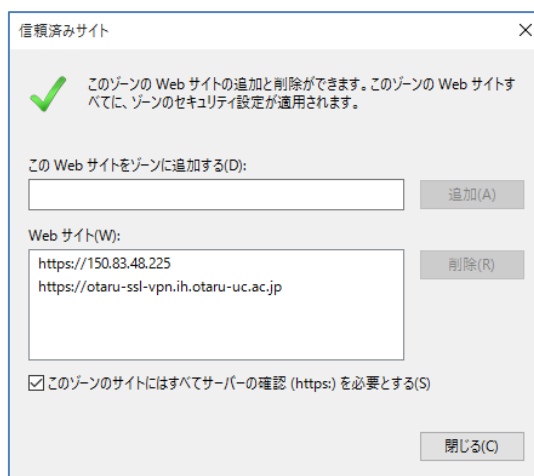 信頼済みサイト
このゾーンの Web サイトの追加と削除ができます。このゾーンの Web サイトす
べてに、ゾーンのセキュリティ設定が適用されます。
この Web サイトをゾーンに追加する(D):
追加(A)
Web サイト(W):
https://150.83.48.225
削除(R)
https://otaru-ssl-vpn.ih.otaru-uc.ac.jp
このゾーンのサイトにはすべてサーバーの確認 (https:) を必要とする(S)
閉じる(C)